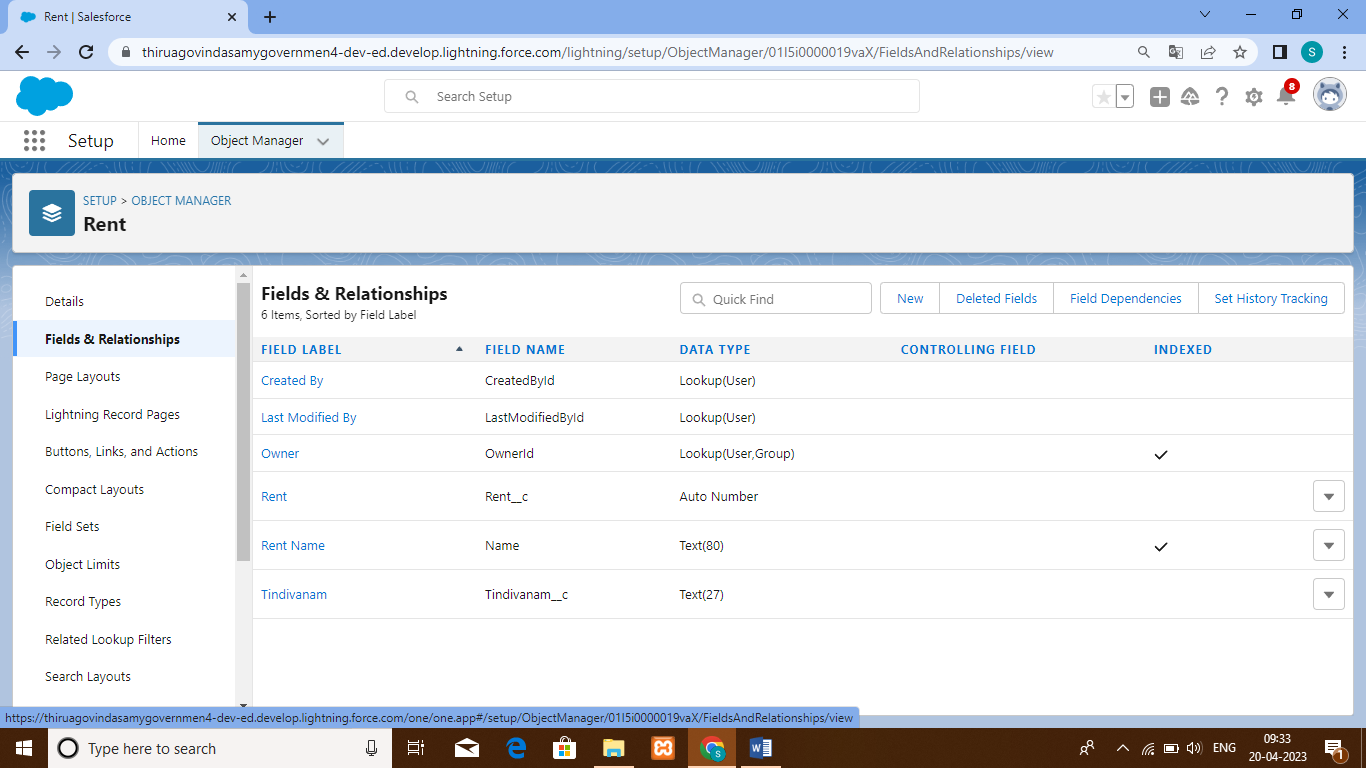 Rent | Salesforce
thiruagovindasamygovernmen4-dev-ed.develop.lightning.force.com/lightning/setup/ObjectManager/01I5i0000019vaX/FieldsAndRelationships/view
S
Search Setup
8
Setup
Home
Object Manager
SETUP > OBJECT MANAGER
Rent
Details
Fields & Relationships
Page Layouts
Lightning Record Pages
Buttons, Links, and Actions
Compact Layouts
Field Sets
Object Limits
Record Types
Related Lookup Filters
Search Layouts
Fields & Relationships
6 Items, Sorted by Field Label
Quick Find
New Deleted Fields Field Dependencies Set History Tracking
FIELD LABEL FIELD NAME DATA TYPE CONTROLLING FIELD INDEXED
Created By CreatedById Lookup(User)
Last Modified By LastModifiedById Lookup(User)
Owner OwnerId Lookup(User,Group)
Rent Rent__c Auto Number
Rent Name Name Text(80)
Tindivanam Tindivanam__c Text(27)
https://thiruagovindasamygovernmen4-dev-ed.develop.lightning.force.com/one/one.app#/setup/ObjectManager/01I5i0000019vaX/FieldsAndRelationships/view
Type here to search
ENG
09:33
20-04-2023
1